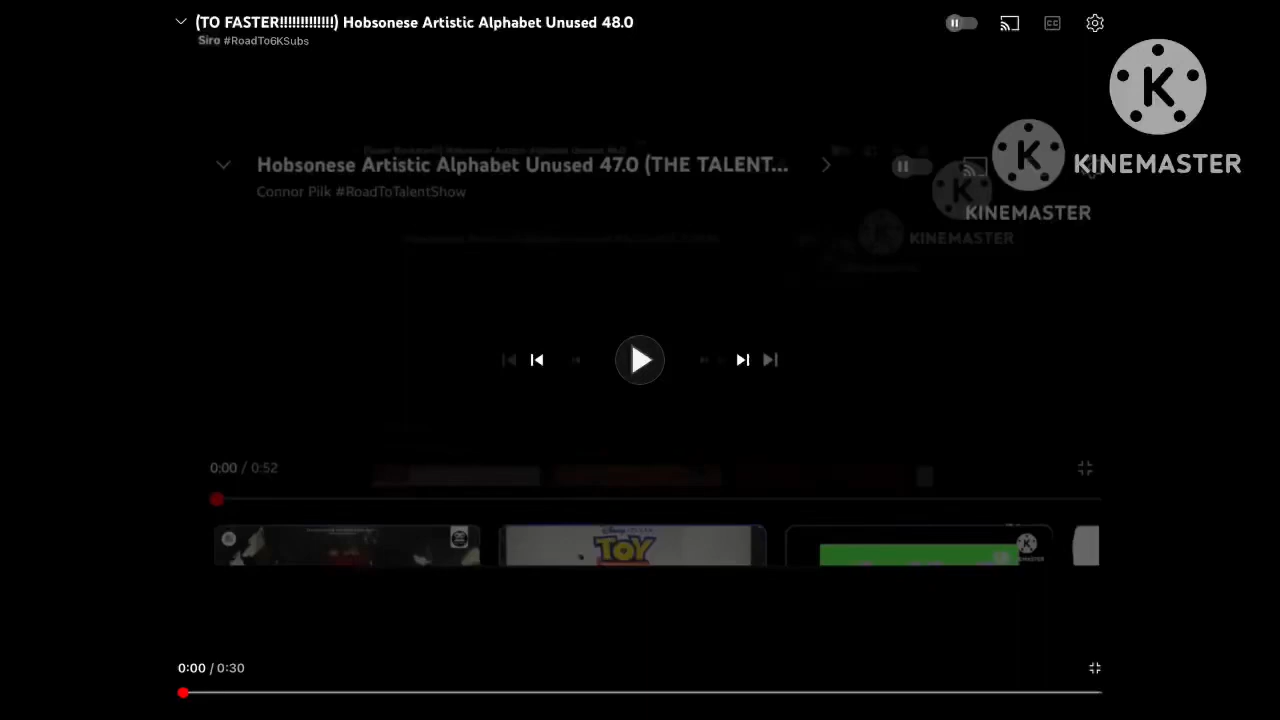 (TO FASTER!!!!!!!!!!!!!) Hobsonese Artistic Alphabet Unused 48.0
Siro #RoadTo6KSubs
K
Hobsonese Artistic Alphabet Unused 47.0 (THE TALENT...
Connor Pilk #RoadToTalentShow
K KINEMASTER
K KINEMASTER
KINEMASTER
0:00 / 0:52
TOY
K
0:00 / 0:30